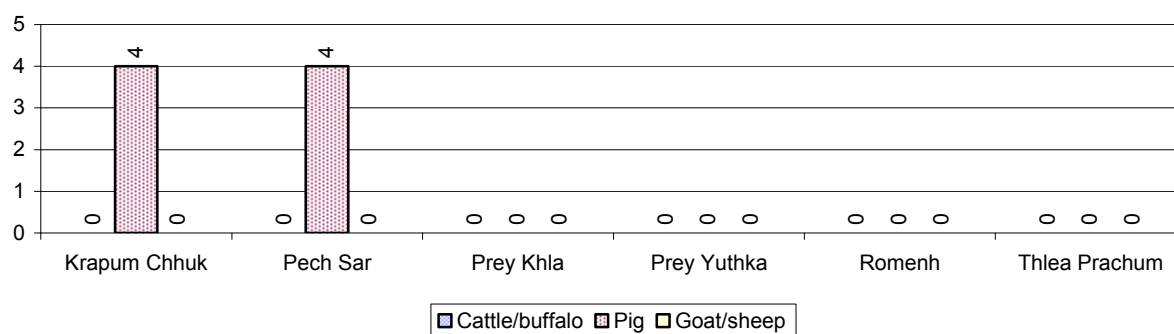 5
4
3
2
1
0
0 4 0 0 4 0 0 0 0 0 0 0 0 0 0 0 0 0
Krapum Chhuk Pech Sar Prey Khla Prey Yuthka Romenh Thlea Prachum
Cattle/buffalo Pig Goat/sheep